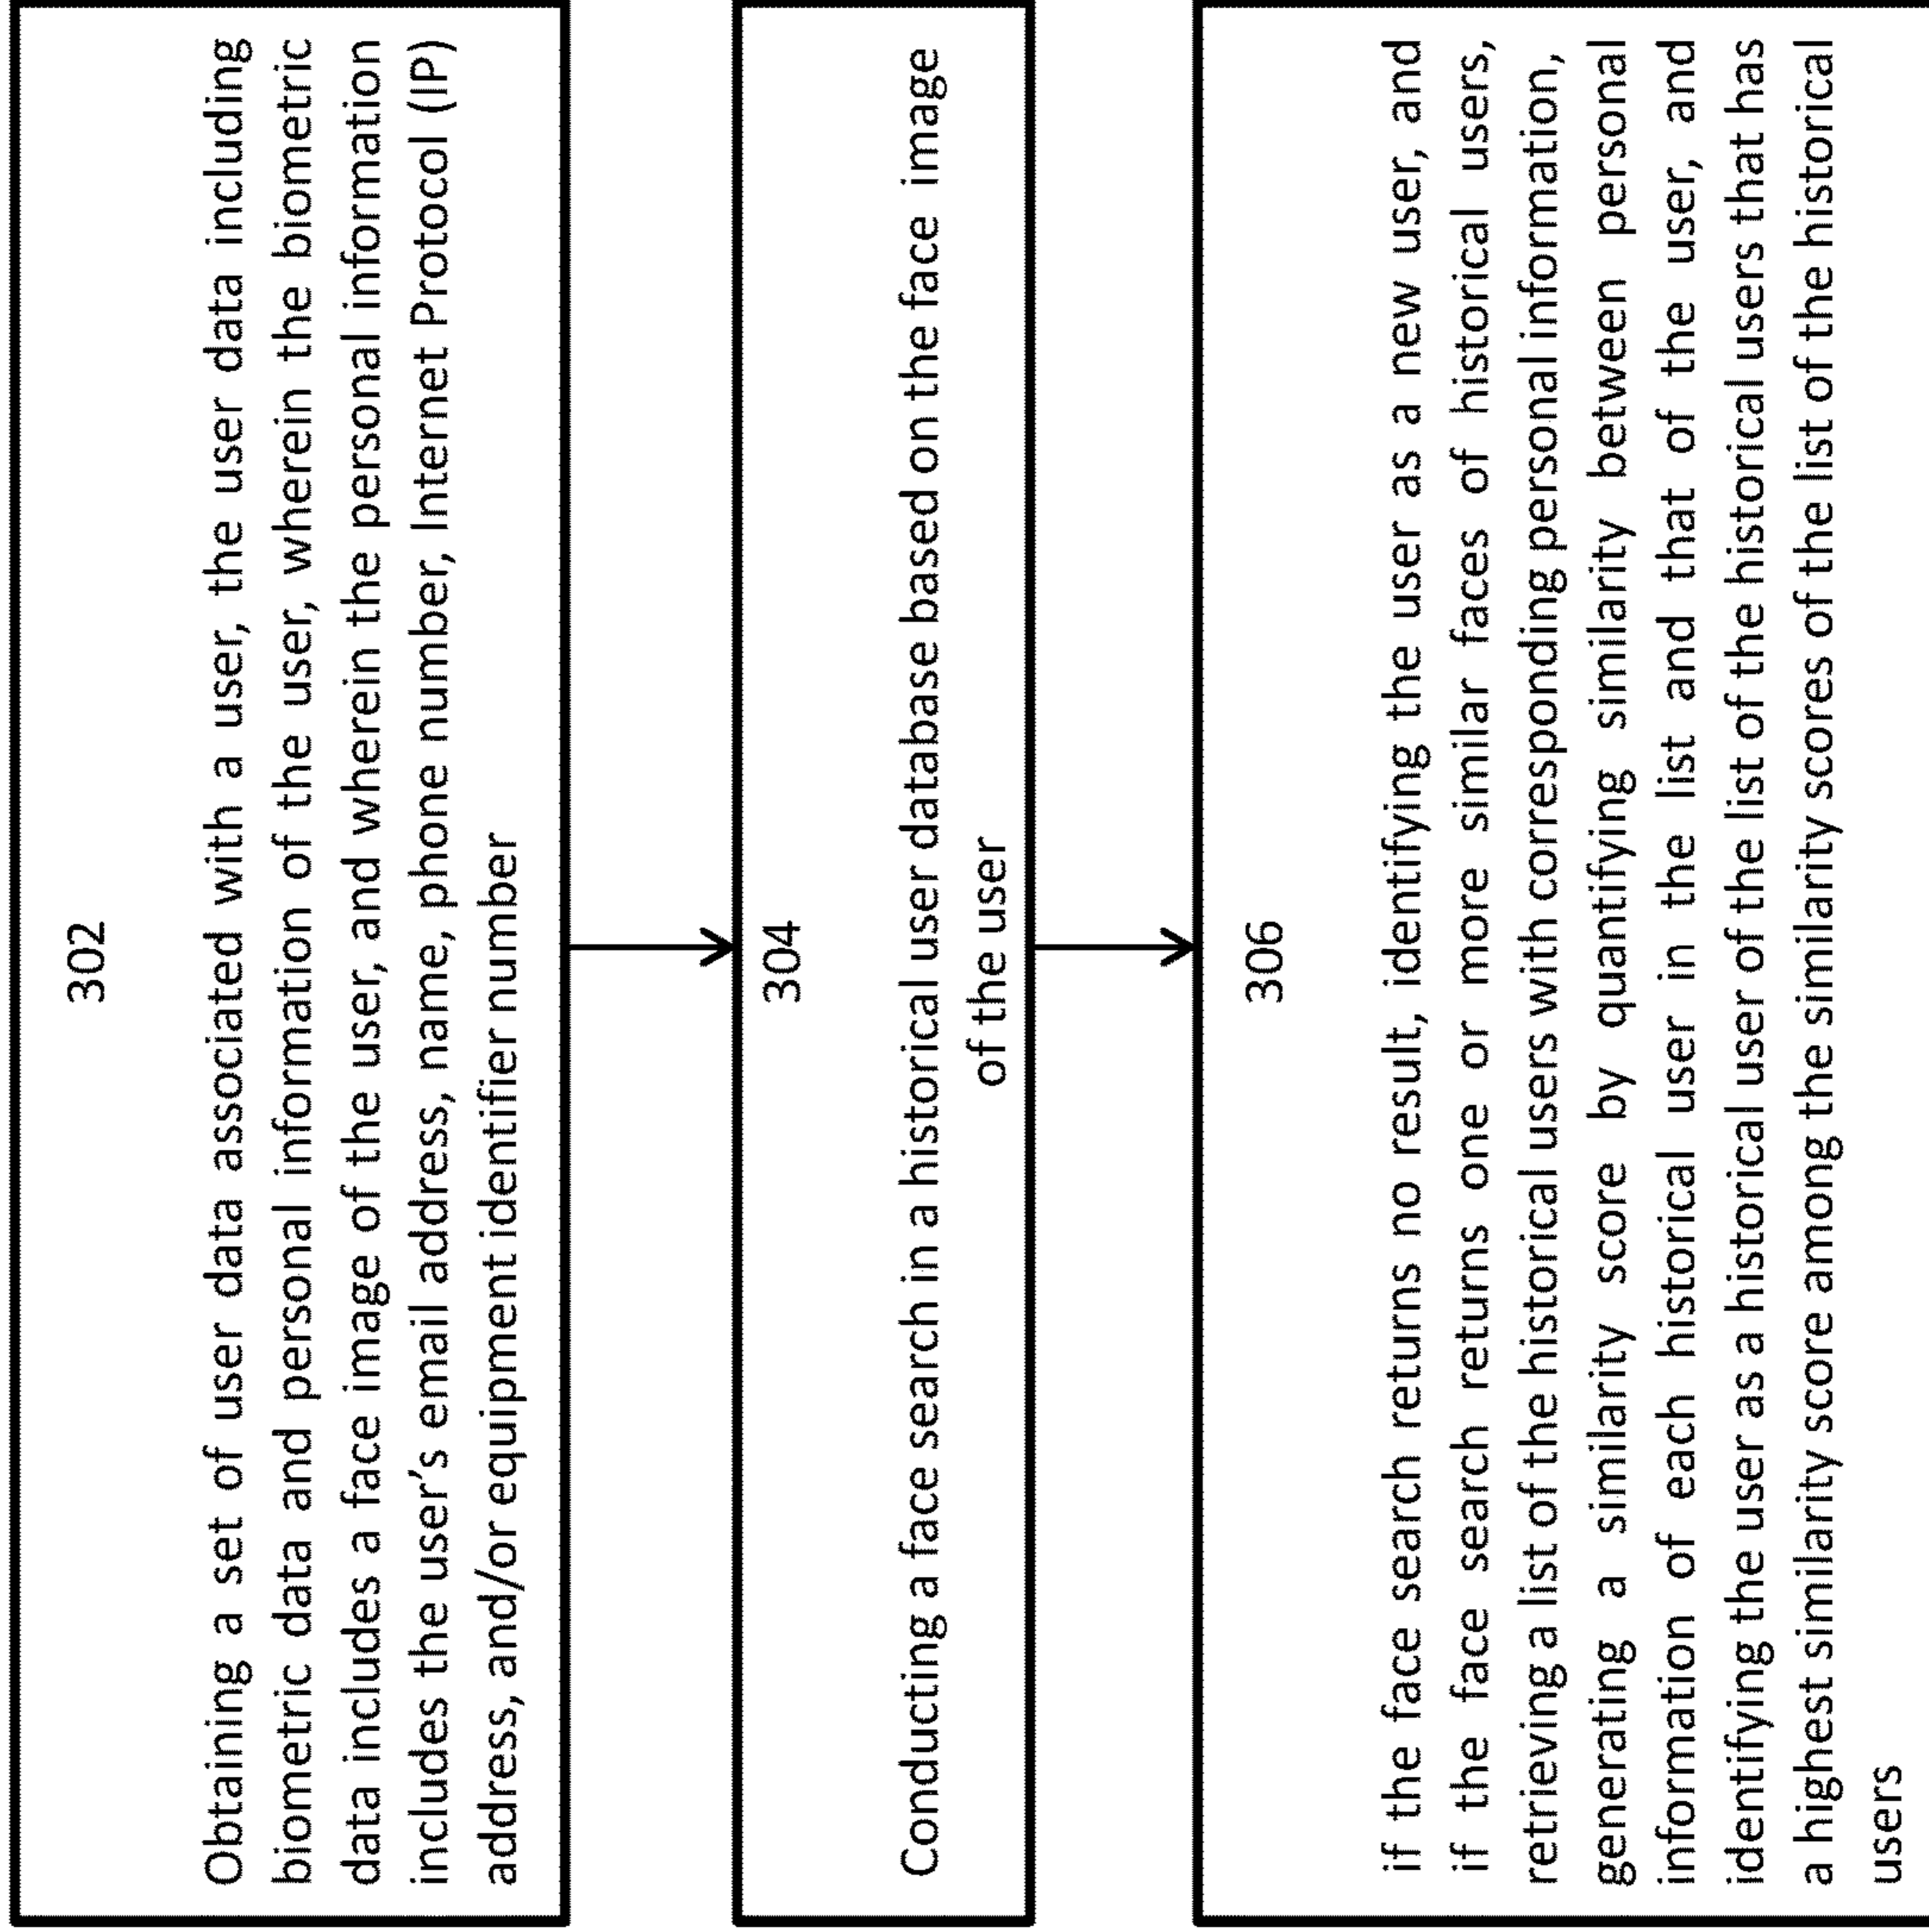 302
Obtaining a set of user data associated with a user, the user data including
biometric data and personal information of the user, wherein the biometric
data includes a face image of the user, and wherein the personal information
includes the user’s email address, name, phone number, Internet Protocol (IP)
address, and/or equipment identifier number
304
Conducting a face search in a historical user database based on the face image
of the user
306
if the face search returns no result, identifying the user as a new user, and
if the face search returns one or more similar faces of historical users,
retrieving a list of the historical users with corresponding personal information,
generating a similarity score by quantifying similarity between personal
information of each historical user in the list and that of the user, and
identifying the user as a historical user of the list of the historical users that has
a highest similarity score among the similarity scores of the list of the historical
users